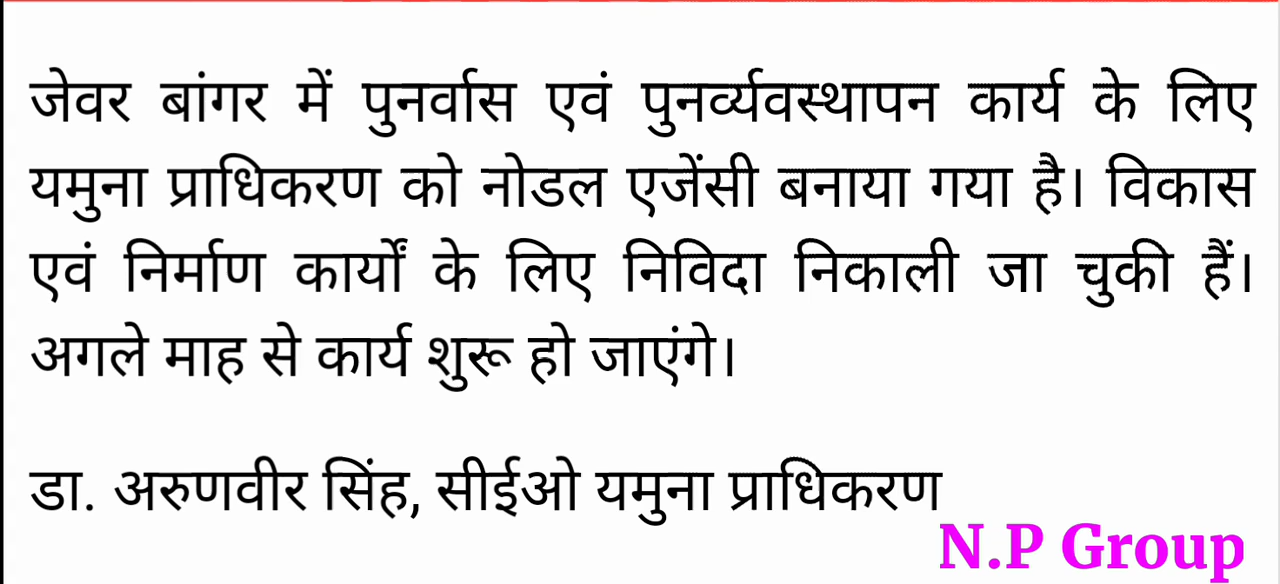 जेवर बांगर में पुनर्वास एवं पुनर्व्यवस्थापन कार्य के लिए
यमुना प्राधिकरण को नोडल एजेंसी बनाया गया है। विकास
एवं निर्माण कार्यों के लिए निविदा निकाली जा चुकी हैं।
अगले माह से कार्य शुरू हो जाएंगे।
डा. अरुणवीर सिंह, सीईओ यमुना प्राधिकरण
N.P Group